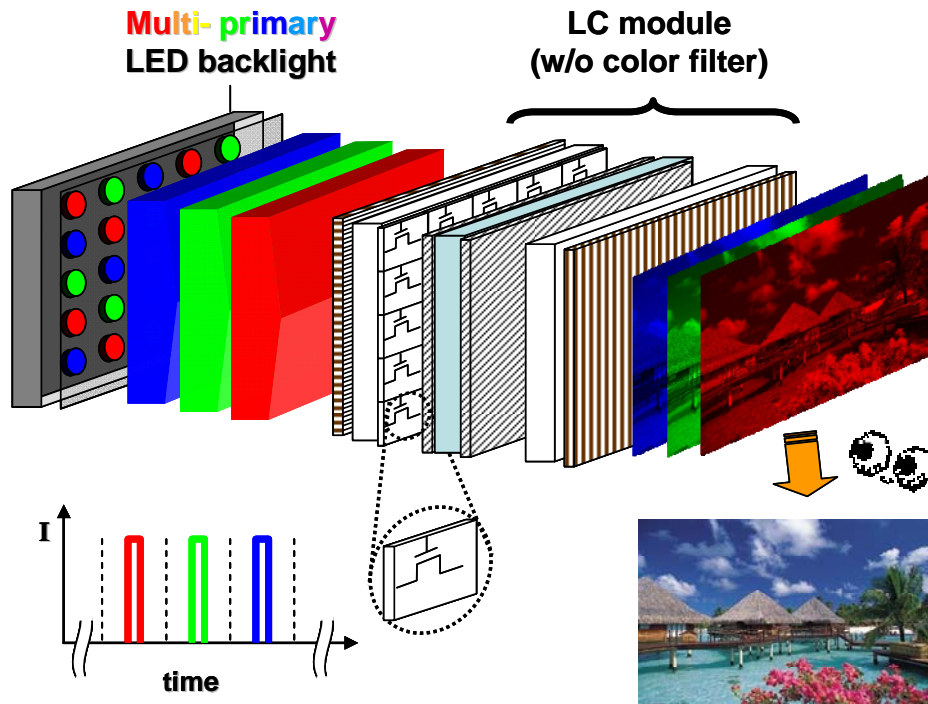 Multi- primary
LED backlight
LC module
(w/o color filter)
I
time